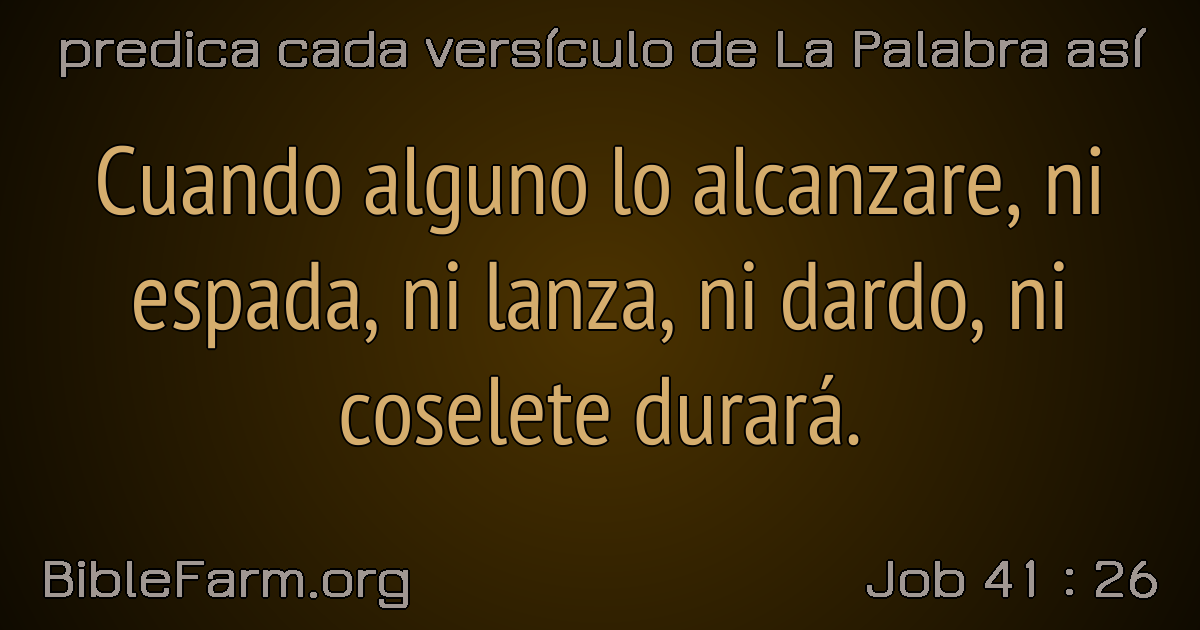 predica cada versículo de La Palabra así
Cuando alguno lo alcanzare, ni
espada, ni lanza, ni dardo, ni
coselete durará.
BibleFarm.org
Job 41 : 26